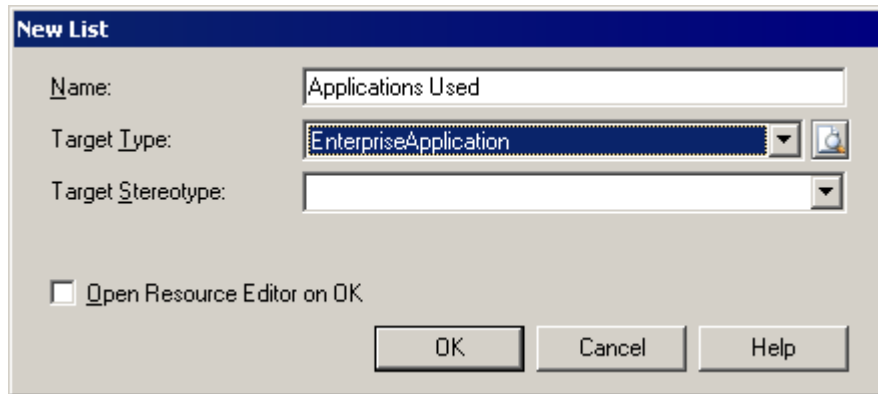 New List
Name: Applications Used
Target Type: EnterpriseApplication
Target Stereotype:
Open Resource Editor on OK
OK Cancel Help